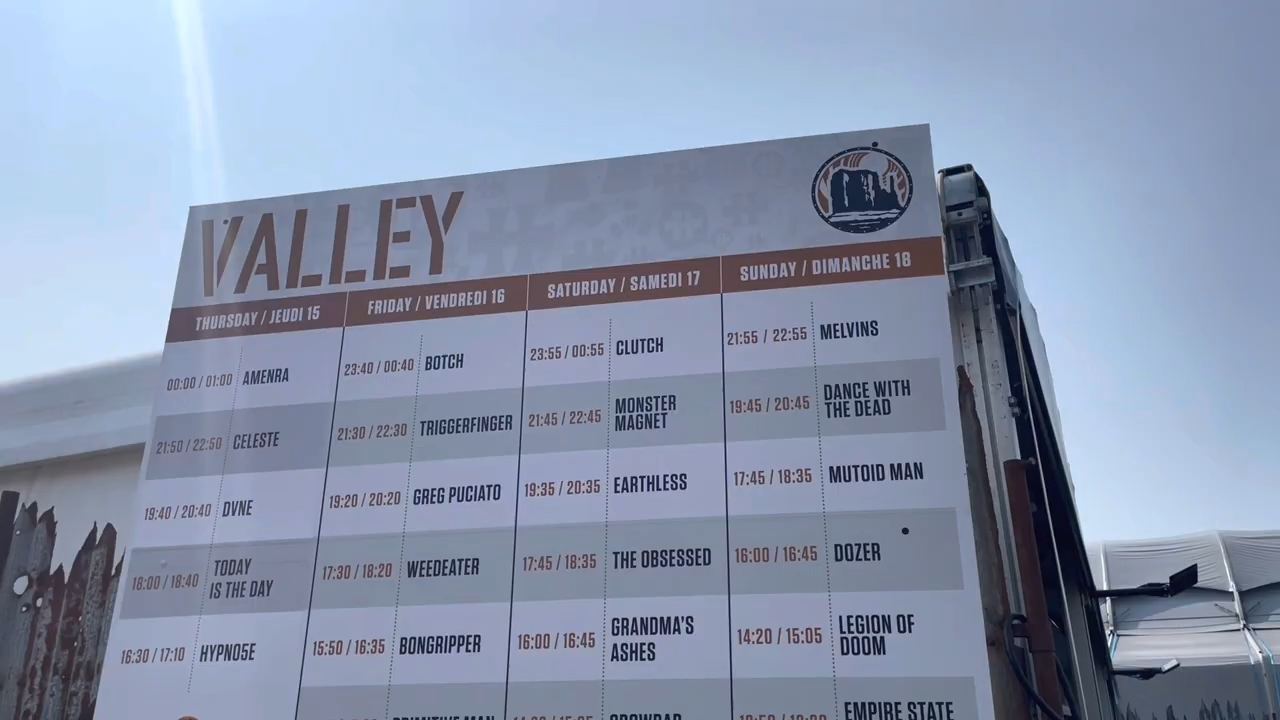 VALLEY
THURSDAY / JEUDI 15
00:00 / 01:00 AMENRA
21:50 / 22:50 CELESTE
19:40 / 20:40 DVNE
18:00 / 18:40 TODAY
IS THE DAY
16:30 / 17:10 HYPNO5E
FRIDAY / VENDREDI 16
23:40 / 00:40 BOTCH
21:30 / 22:30 TRIGGERFINGER
19:20 / 20:20 GREG PUCIATO
17:30 / 18:20 WEEDEATER
15:50 / 16:35 BONGRIPPER
PRIMITIVE MAN
SATURDAY / SAMEDI 17
23:55 / 00:55 CLUTCH
21:45 / 22:45 MONSTER
MAGNET
19:35 / 20:35 EARTHLESS
17:45 / 18:35 THE OBSESSED
16:00 / 16:45 GRANDMA'S
ASHES
CROWBAR
SUNDAY / DIMANCHE 18
21:55 / 22:55 MELVINS
19:45 / 20:45 DANCE WITH
THE DEAD
17:45 / 18:35 MUTOID MAN
16:00 / 16:45 DOZER
14:20 / 15:05 LEGION OF
DOOM
EMPIRE STATE